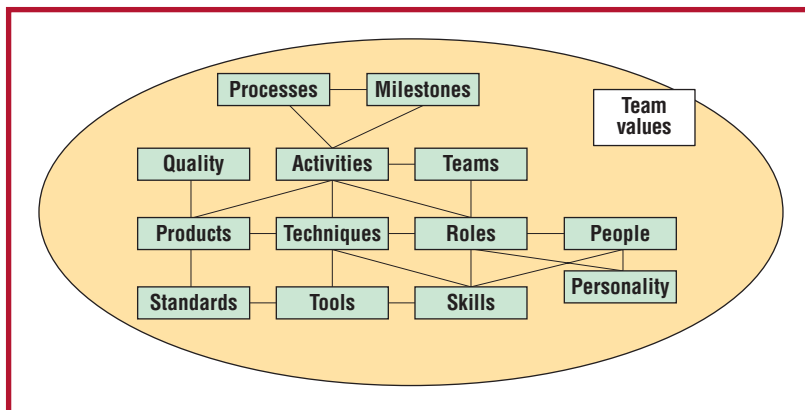 Processes
Milestones
Team
values
Quality
Activities
Teams
Products
Techniques
Roles
People
Personality
Standards
Tools
Skills